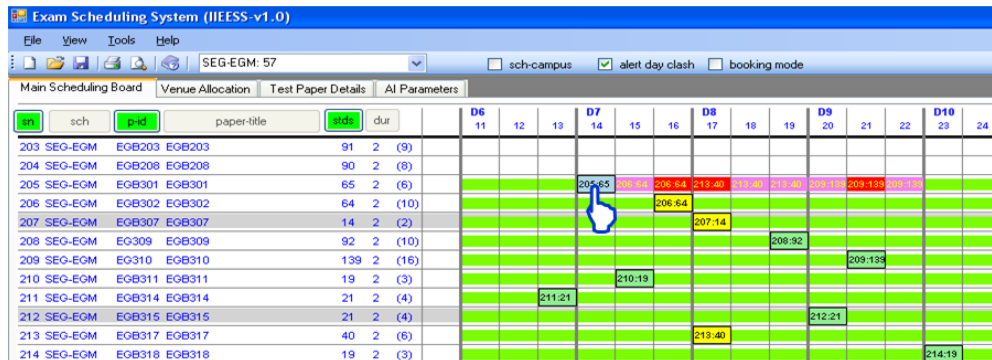 Exam Scheduling System (IIEESS-v1.0)
File View Tools Help
SEG-EGM: 57 sch-campus alert day clash booking mode
Main Scheduling Board Venue Allocation Test Paper Details AI Parameters
sn sch p-id paper-title stds dur D6 D7 D8 D9 D10
11 12 13 14 15 16 17 18 19 20 21 22 23 24
203 SEG-EGM EGB203 EGB203 91 2 (9)
204 SEG-EGM EGB208 EGB208 90 2 (8)
205 SEG-EGM EGB301 EGB301 65 2 (6) 205:65 206:64 206:64 213:40 213:40 213:40 209:139 209:139 209:139
206 SEG-EGM EGB302 EGB302 64 2 (10) 206:64
207 SEG-EGM EGB307 EGB307 14 2 (2) 207:14
208 SEG-EGM EG309 EGB309 92 2 (10) 208:92
209 SEG-EGM EG310 EGB310 139 2 (16) 209:139
210 SEG-EGM EGB311 EGB311 19 2 (3) 210:19
211 SEG-EGM EGB314 EGB314 21 2 (4) 211:21
212 SEG-EGM EGB315 EGB315 21 2 (4) 212:21
213 SEG-EGM EGB317 EGB317 40 2 (6) 213:40
214 SEG-EGM EGB318 EGB318 19 2 (3) 214:19